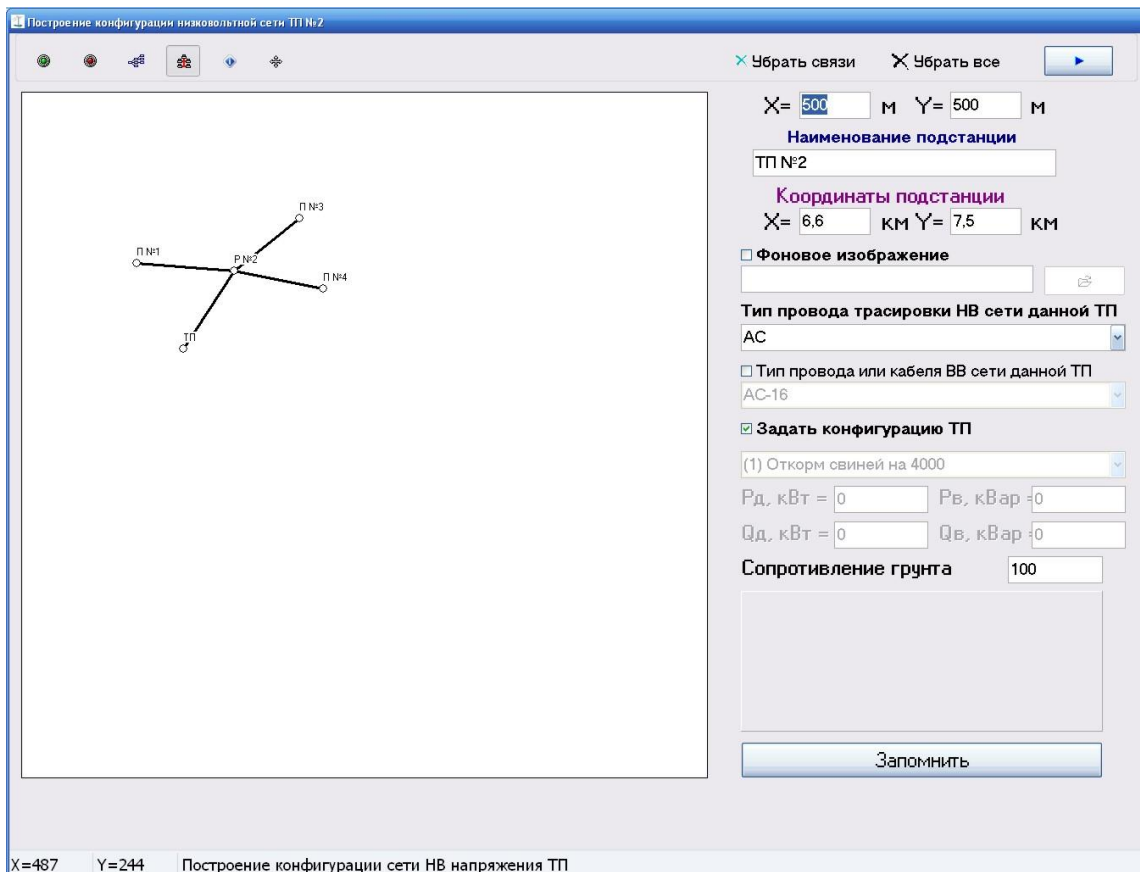 Построение конфигурации низковольтной сети ТП №2
Убрать связи Убрать все
X= 500 м Y= 500 м
Наименование подстанции
ТП №2
Координаты подстанции
X= 6,6 км Y= 7,5 км
Фоновое изображение
Тип провода трасировки НВ сети данной ТП
АС
Тип провода или кабеля ВВ сети данной ТП
АС-16
Задать конфигурацию ТП
(1) Откорм свиней на 4000
Рд, кВт = 0 Рв, кВар = 0
Qд, кВт = 0 Qв, кВар = 0
Сопротивление грунта 100
Запомнить
П №3
П №1
Р №2
П №4
ТП
X=487 Y=244 Построение конфигурации сети НВ напряжения ТП